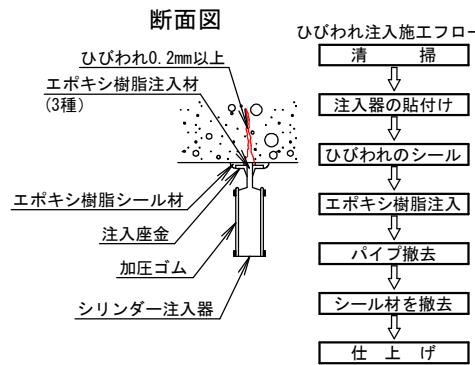 断面図
ひびわれ0.2mm以上
エポキシ樹脂注入材
(3種)
エポキシ樹脂シール材
注入座金
加圧ゴム
シリンダー注入器
ひびわれ注入施工フロー
清　　掃
注入器の貼付け
ひびわれのシール
エポキシ樹脂注入
パイプ撤去
シール材を撤去
仕　上　げ